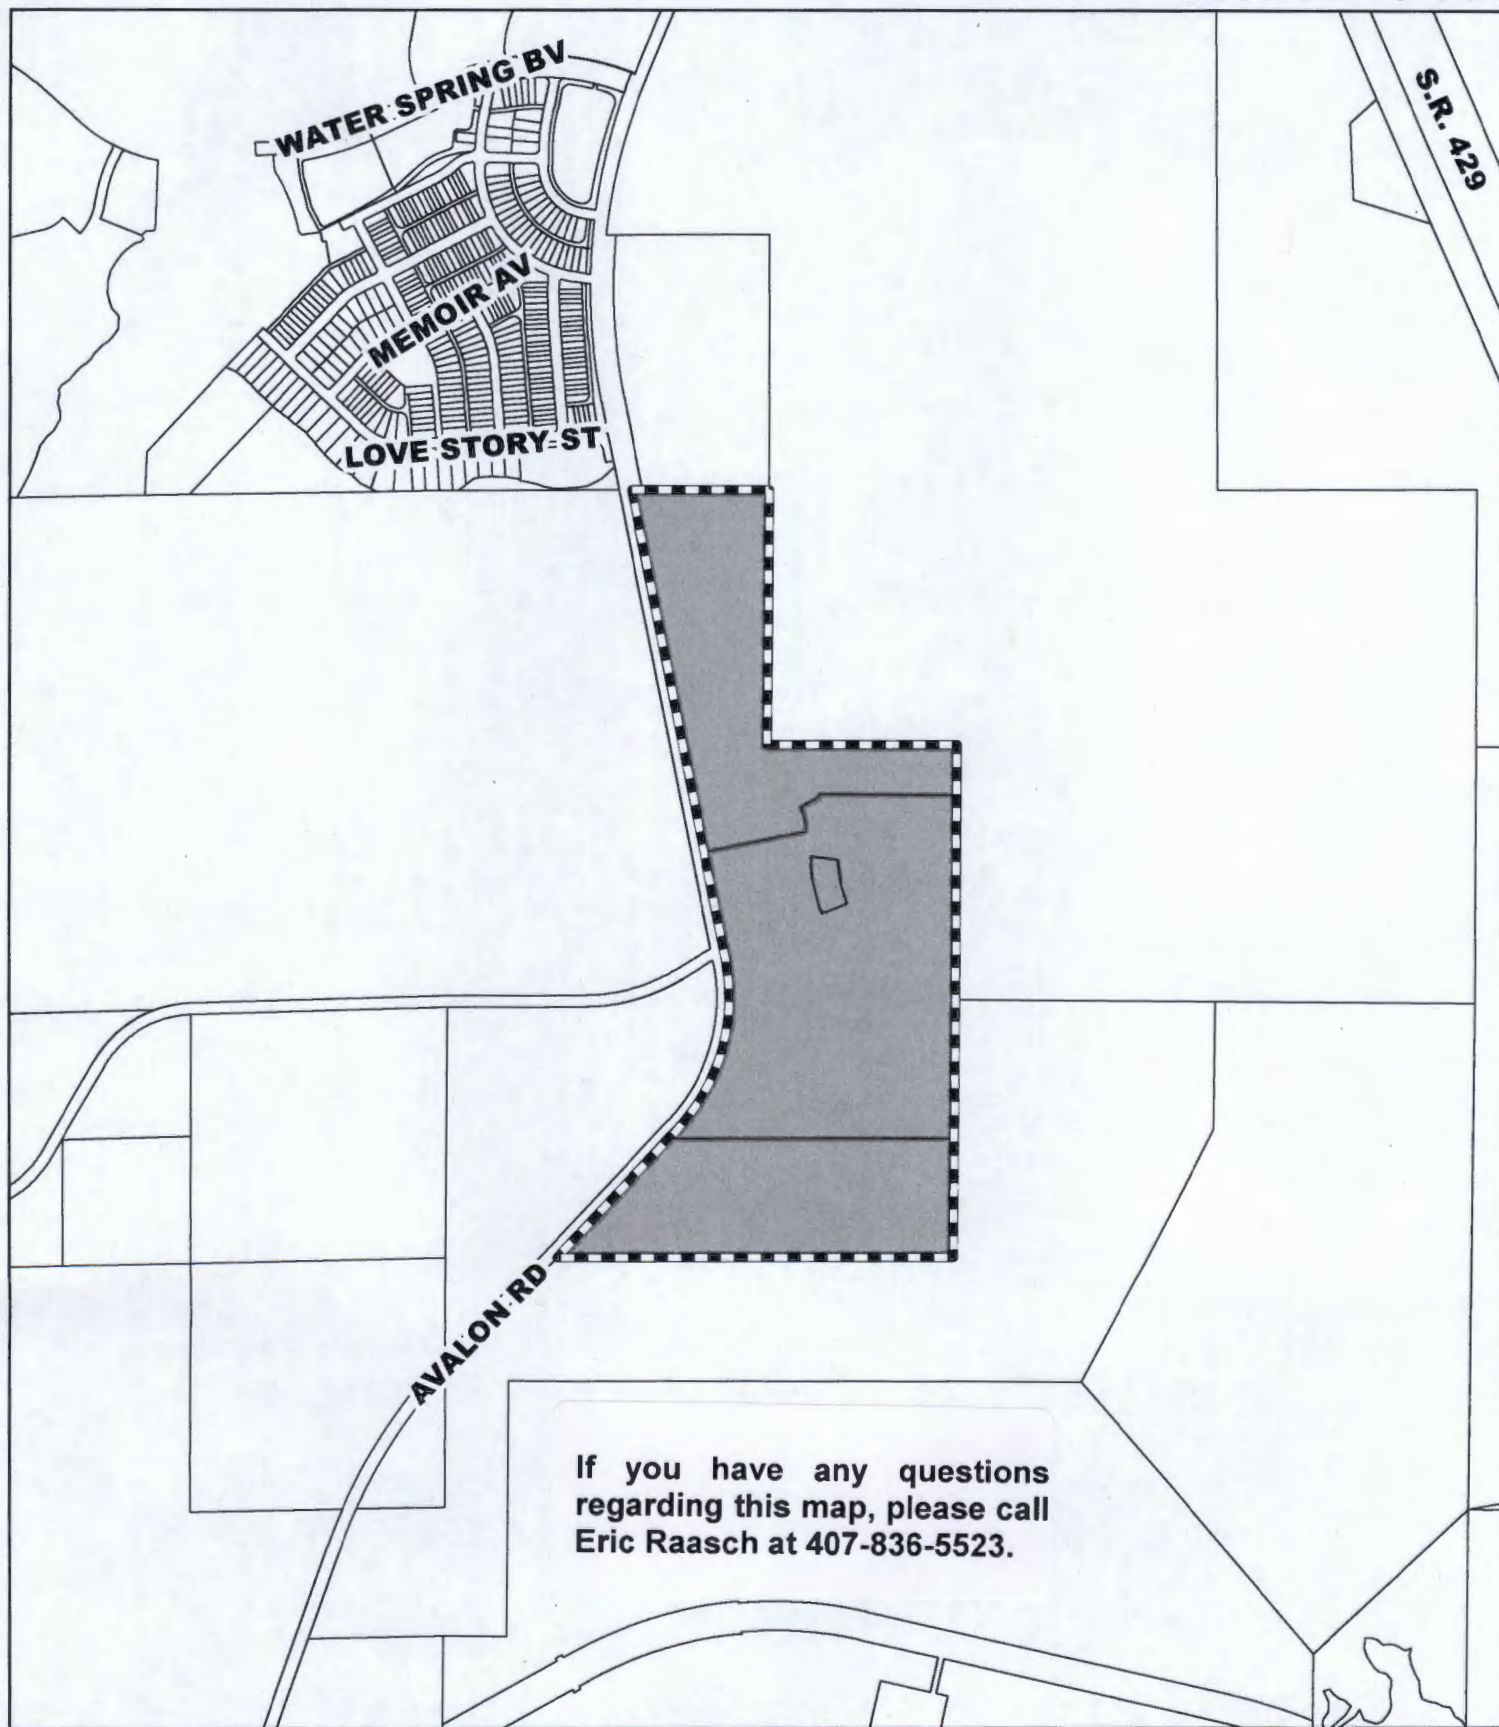 WATER SPRING BV
S.R. 429
MEMOIR AV
LOVE STORY ST
AVALON RD
If you have any questions
regarding this map, please call
Eric Raasch at 407-836-5523.